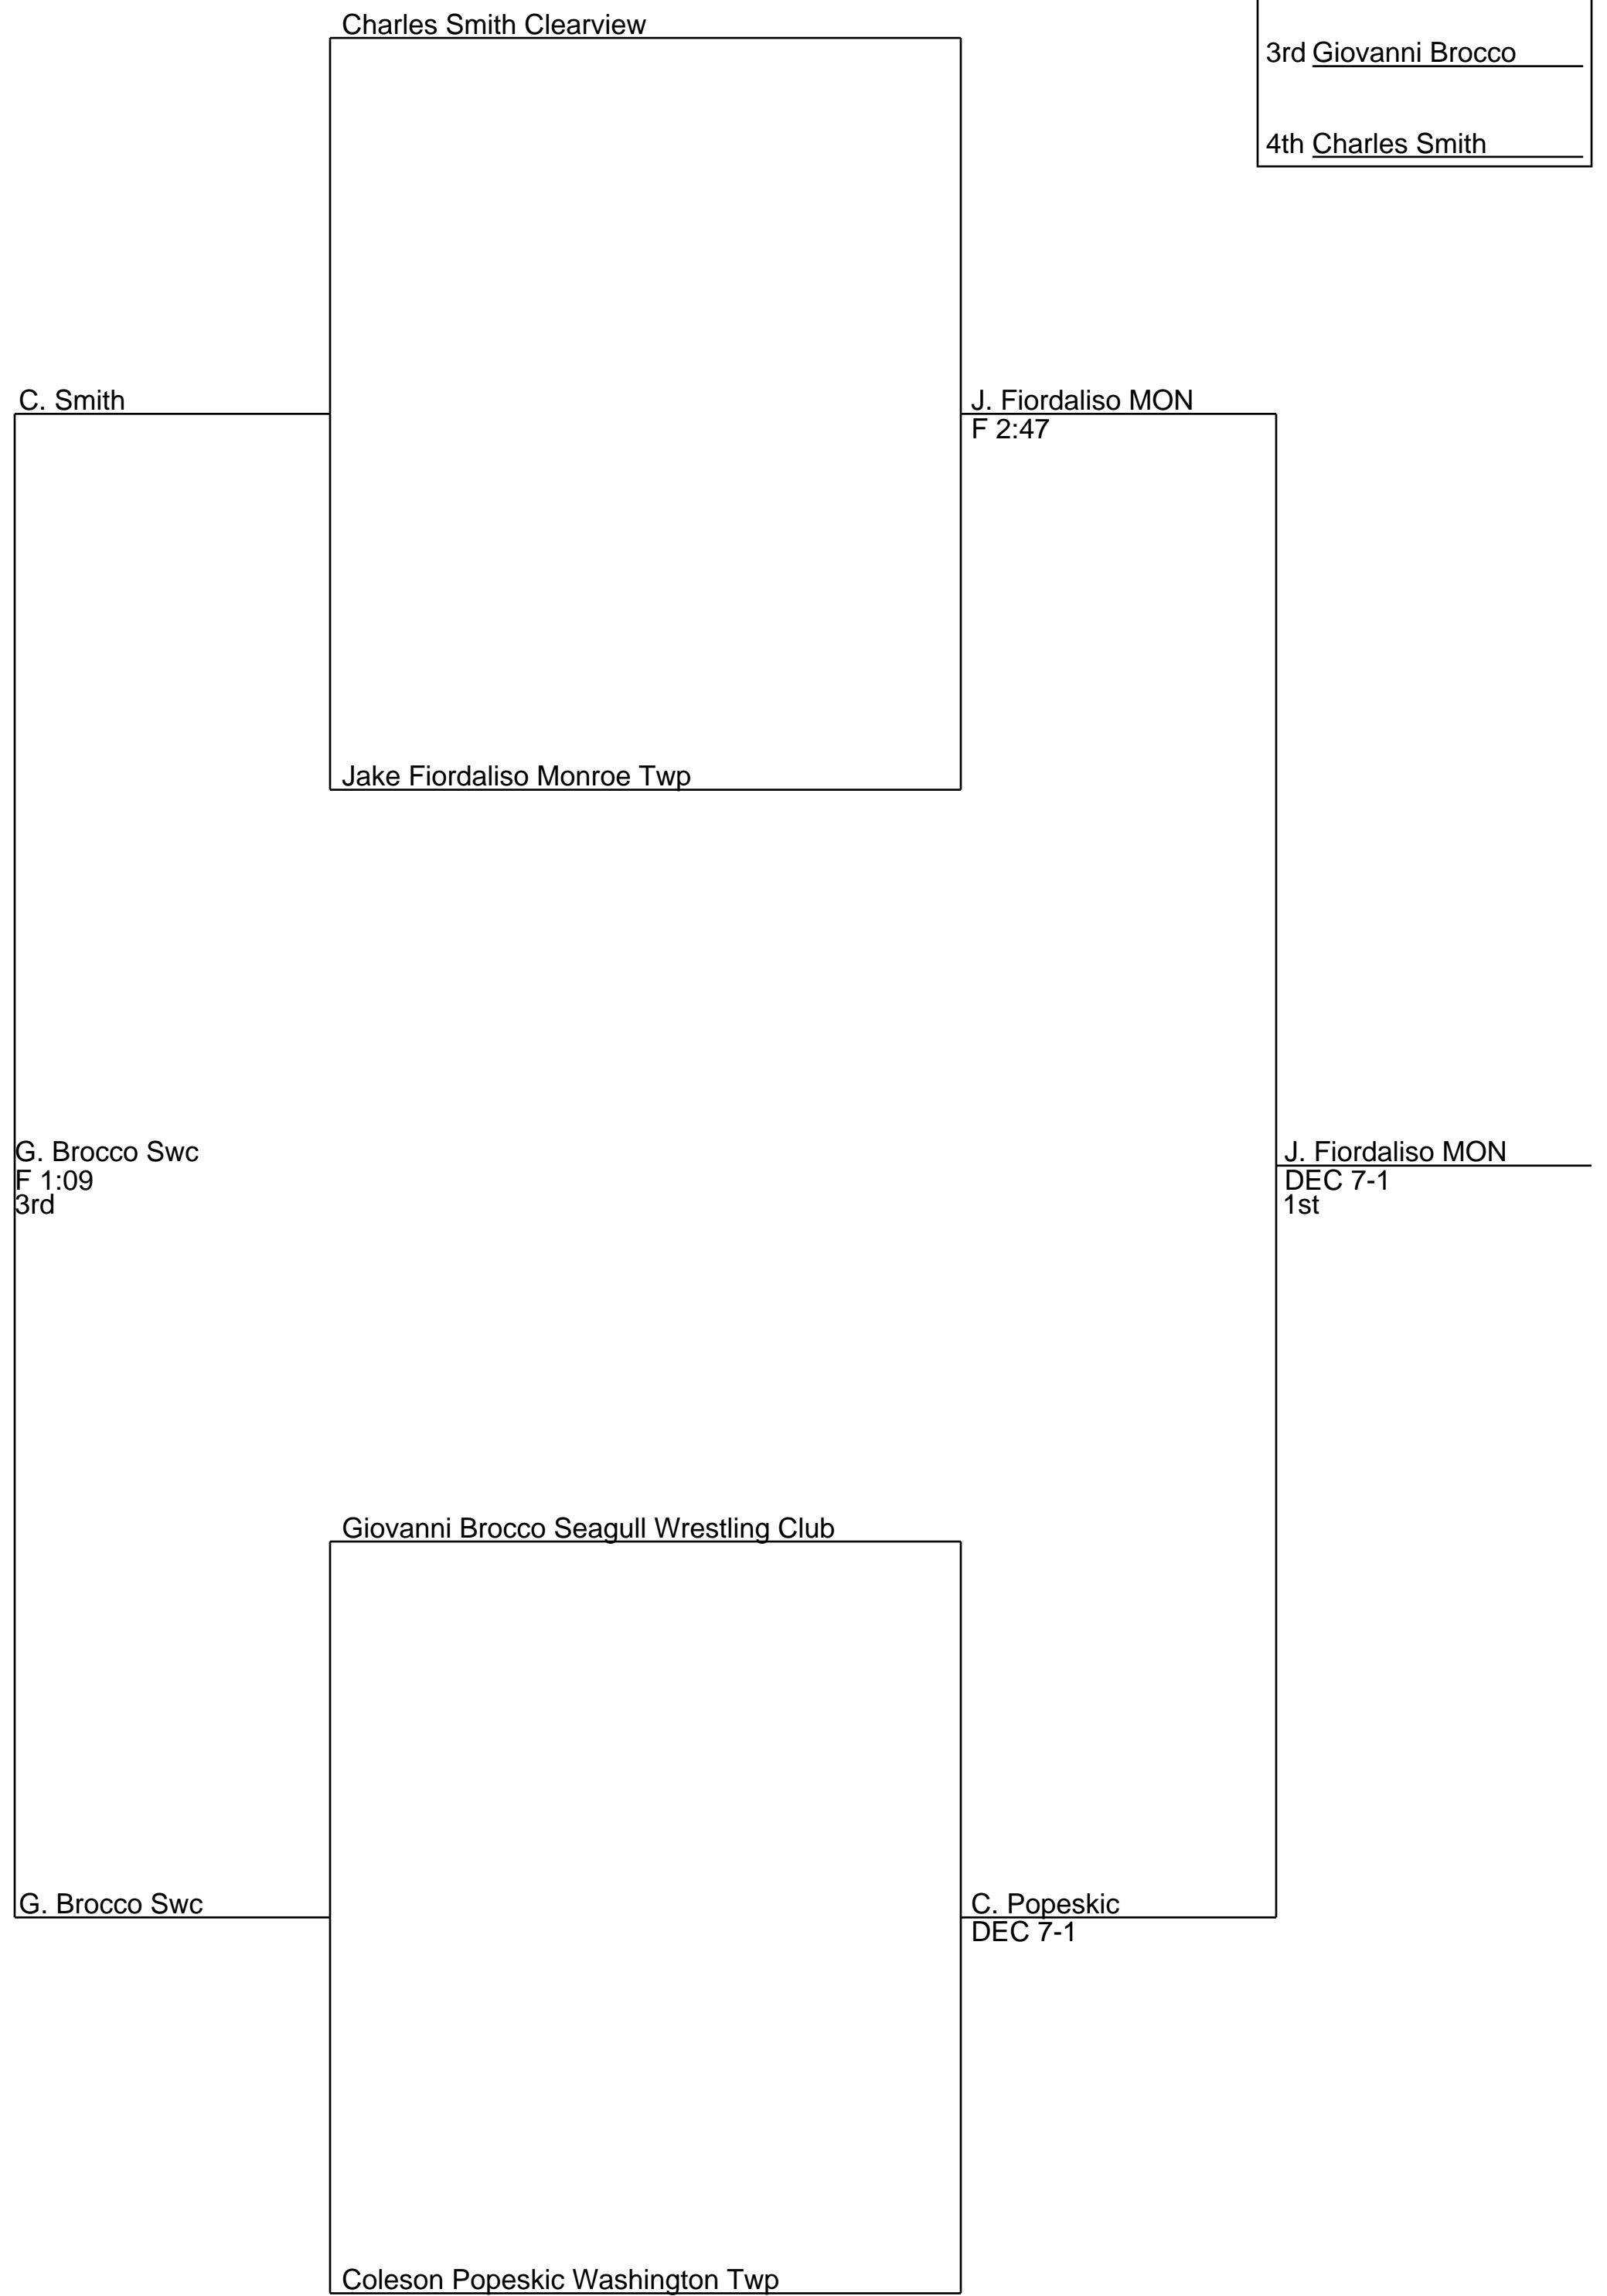 Charles Smith Clearview
3rd Giovanni Brocco
4th Charles Smith
C. Smith
J. Fiordaliso MON
F 2:47
Jake Fiordaliso Monroe Twp
G. Brocco Swc
F 1:09
3rd
J. Fiordaliso MON
DEC 7-1
1st
Giovanni Brocco Seagull Wrestling Club
G. Brocco Swc
C. Popeskic
DEC 7-1
Coleson Popeskic Washington Twp